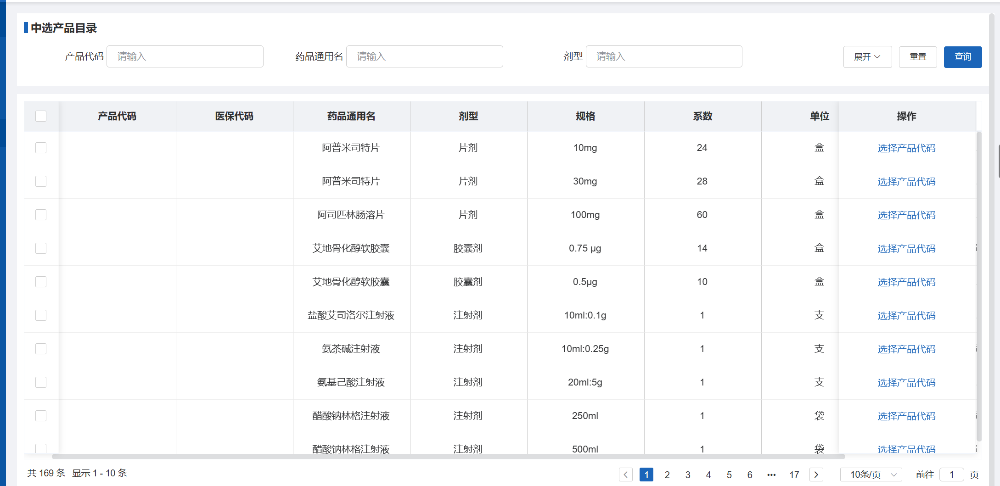 中选产品目录
产品代码 请输入 药品通用名 请输入 剂型 请输入 展开 重置 查询
产品代码 医保代码 药品通用名 剂型 规格 系数 单位 操作
阿普米司特片 片剂 10mg 24 盒 选择产品代码
阿普米司特片 片剂 30mg 28 盒 选择产品代码
阿司匹林肠溶片 片剂 100mg 60 盒 选择产品代码
艾地骨化醇软胶囊 胶囊剂 0.75 μg 14 盒 选择产品代码
艾地骨化醇软胶囊 胶囊剂 0.5μg 10 盒 选择产品代码
盐酸艾司洛尔注射液 注射剂 10ml:0.1g 1 支 选择产品代码
氨茶碱注射液 注射剂 10ml:0.25g 1 支 选择产品代码
氨基己酸注射液 注射剂 20ml:5g 1 支 选择产品代码
醋酸钠林格注射液 注射剂 250ml 1 袋 选择产品代码
醋酸钠林格注射液 注射剂 500ml 1 袋 选择产品代码
共 169 条 显示 1 - 10 条 1 2 3 4 5 6 ••• 17 10条/页 前往 1 页